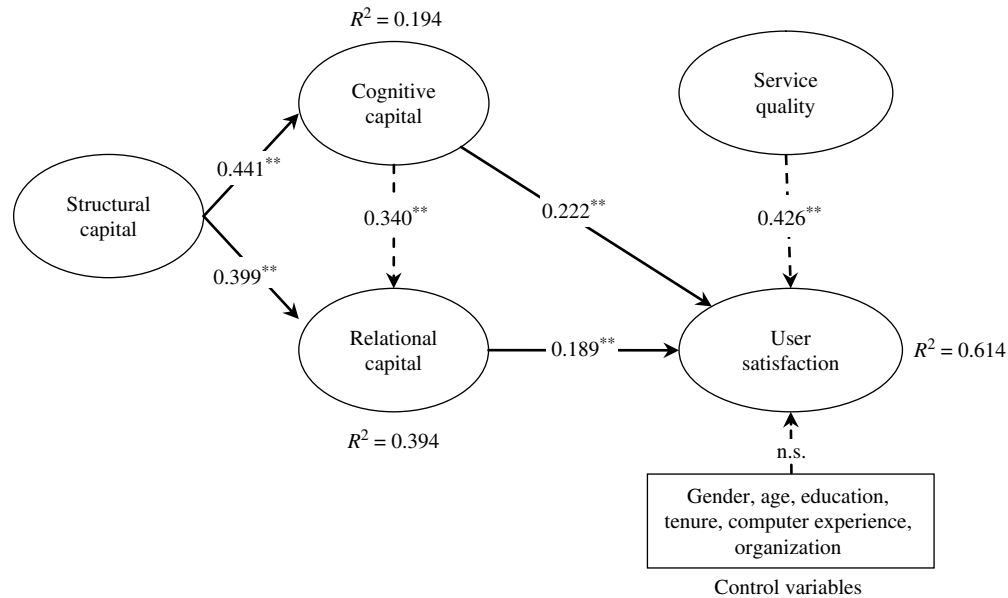 R² = 0.194
Cognitive
capital
Service
quality
Structural
capital
0.441**
0.340**
0.222**
0.426**
0.399**
Relational
capital
0.189**
User
satisfaction
R² = 0.614
R² = 0.394
n.s.
Gender, age, education,
tenure, computer experience,
organization
Control variables